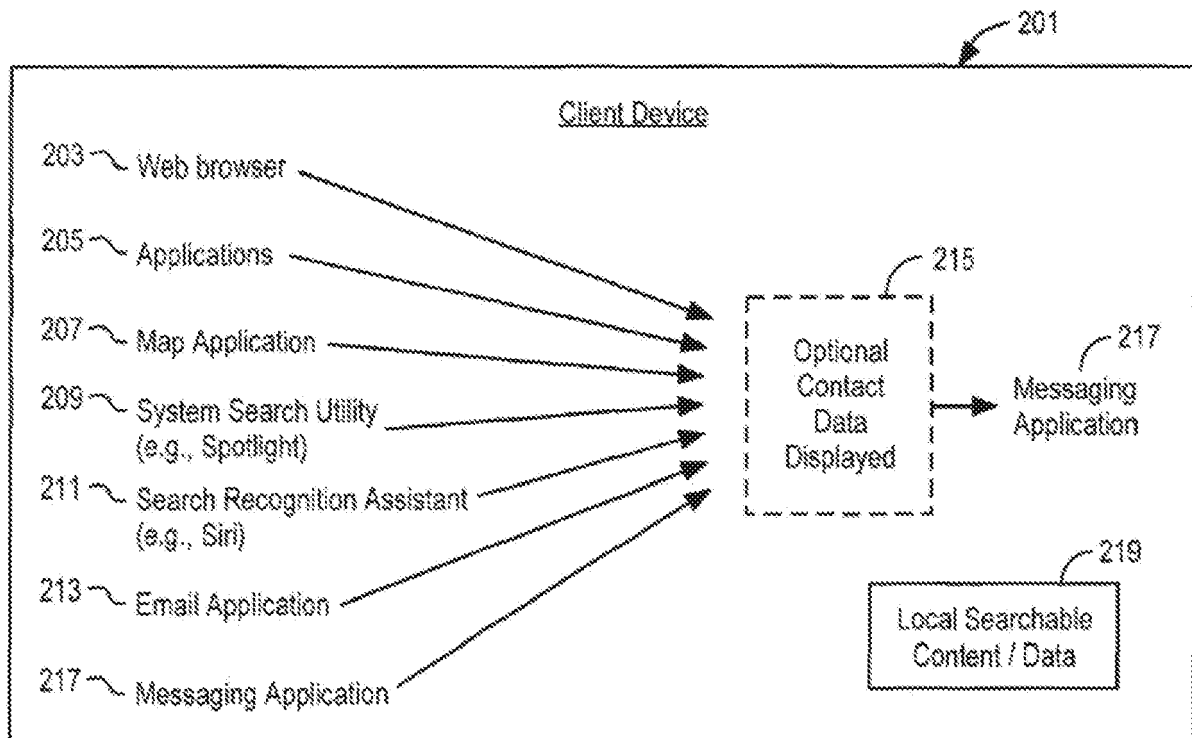 201
Client Device
203 Web browser
205 Applications
207 Map Application
209 System Search Utility
(e.g., Spotlight)
211 Search Recognition Assistant
(e.g., Siri)
213 Email Application
217 Messaging Application
215
Optional
Contact
Data
Displayed
217
Messaging
Application
219
Local Searchable
Content / Data